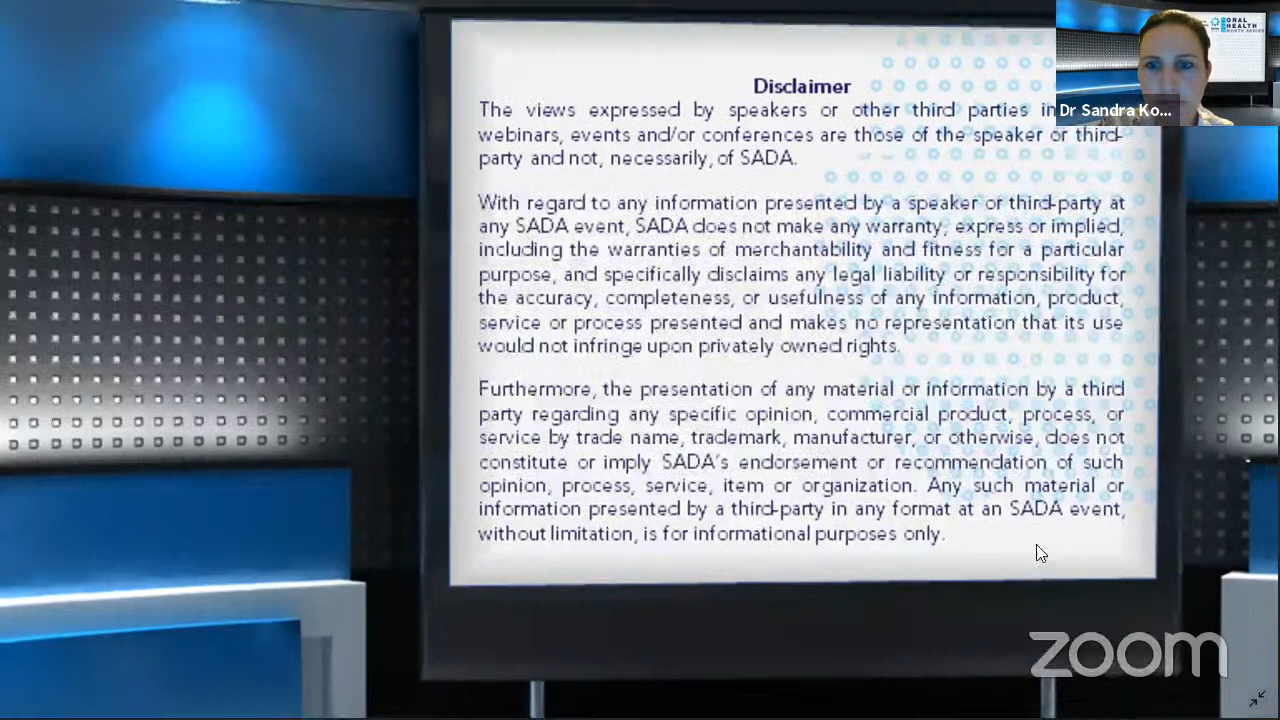 Disclaimer
The views expressed by speakers or other third parties in
webinars, events and/or conferences are those of the speaker or third-
party and not, necessarily, of SADA.
With regard to any information presented by a speaker or third-party at
any SADA event, SADA does not make any warranty, express or implied,
including the warranties of merchantability and fitness for a particular
purpose, and specifically disclaims any legal liability or responsibility for
the accuracy, completeness, or usefulness of any information, product,
service or process presented and makes no representation that its use
would not infringe upon privately owned rights.
Furthermore, the presentation of any material or information by a third
party regarding any specific opinion, commercial product, process, or
service by trade name, trademark, manufacturer, or otherwise, does not
constitute or imply SADA's endorsement or recommendation of such
opinion, process, service, item or organization. Any such material or
information presented by a third-party in any format at an SADA event,
without limitation, is for informational purposes only.
ORAL
HEALTH
MONTH SERIES
Dr Sandra Ko...
zoom